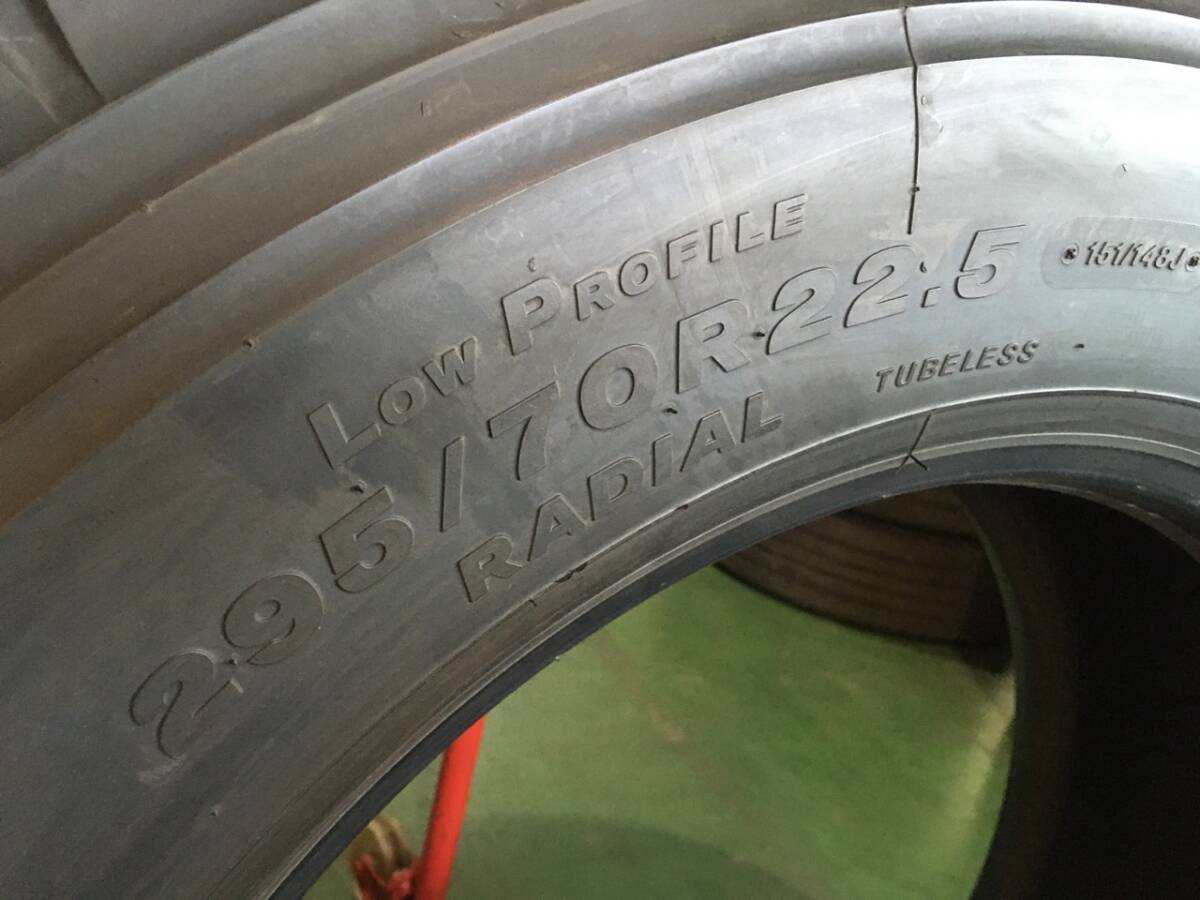 LOW PROFILE
295/70R22.5
151/148J
RADIAL
TUBELESS